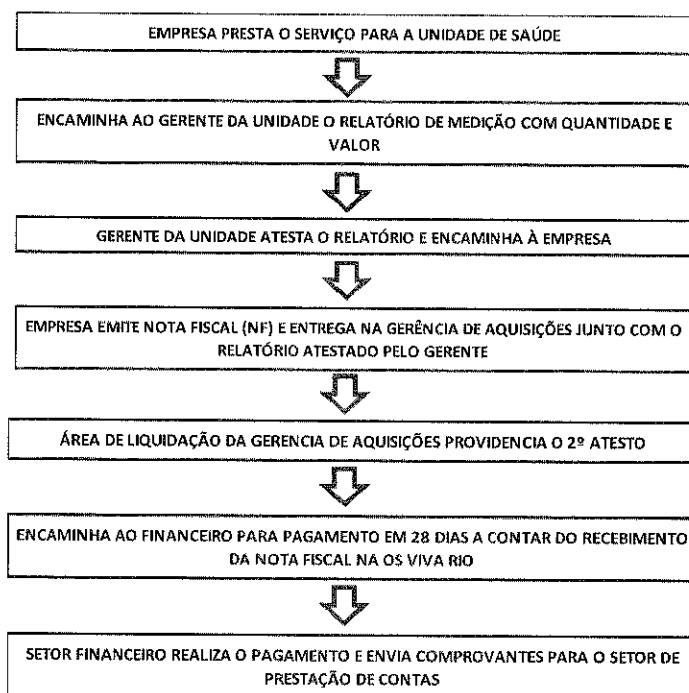 EMPRESA PRESTA O SERVIÇO PARA A UNIDADE DE SAÚDE
ENCAMINHA AO GERENTE DA UNIDADE O RELATÓRIO DE MEDIÇÃO COM QUANTIDADE E
VALOR
GERENTE DA UNIDADE ATESTA O RELATÓRIO E ENCAMINHA À EMPRESA
EMPRESA EMITE NOTA FISCAL (NF) E ENTREGA NA GERÊNCIA DE AQUISIÇÕES JUNTO COM O
RELATÓRIO ATESTADO PELO GERENTE
ÁREA DE LIQUIDAÇÃO DA GERENCIA DE AQUISIÇÕES PROVIDENCIA O 2º ATESTO
ENCAMINHA AO FINANCEIRO PARA PAGAMENTO EM 28 DIAS A CONTAR DO RECEBIMENTO
DA NOTA FISCAL NA OS VIVA RIO
SETOR FINANCEIRO REALIZA O PAGAMENTO E ENVIA COMPROVANTES PARA O SETOR DE
PRESTAÇÃO DE CONTAS